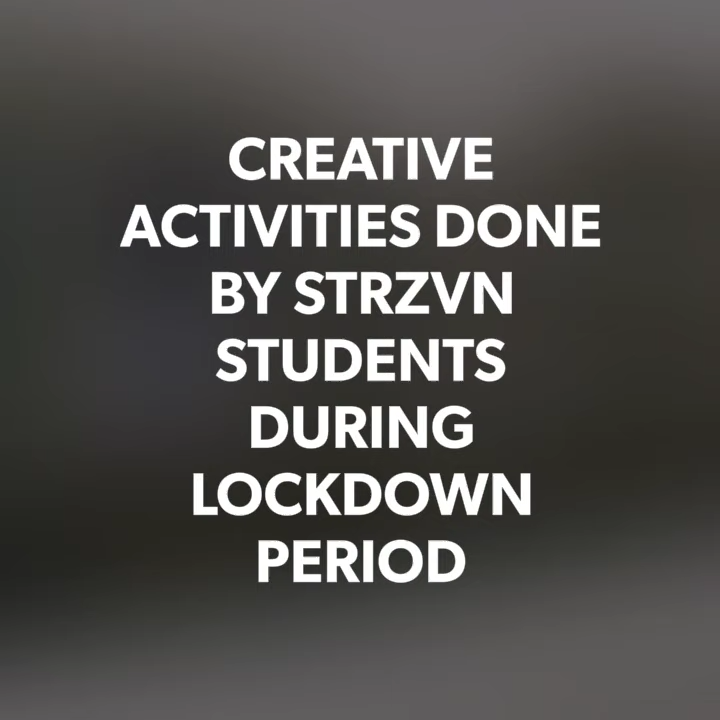 CREATIVE
ACTIVITIES DONE
BY STRZVN
STUDENTS
DURING
LOCKDOWN
PERIOD